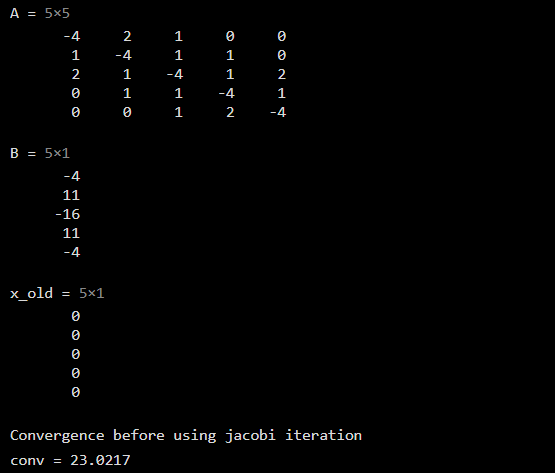 A = 5×5
-4 2 1 0 0
1 -4 1 1 0
2 1 -4 1 2
0 1 1 -4 1
0 0 1 2 -4
B = 5×1
-4
11
-16
11
-4
x_old = 5×1
0
0
0
0
0
Convergence before using jacobi iteration
conv = 23.0217